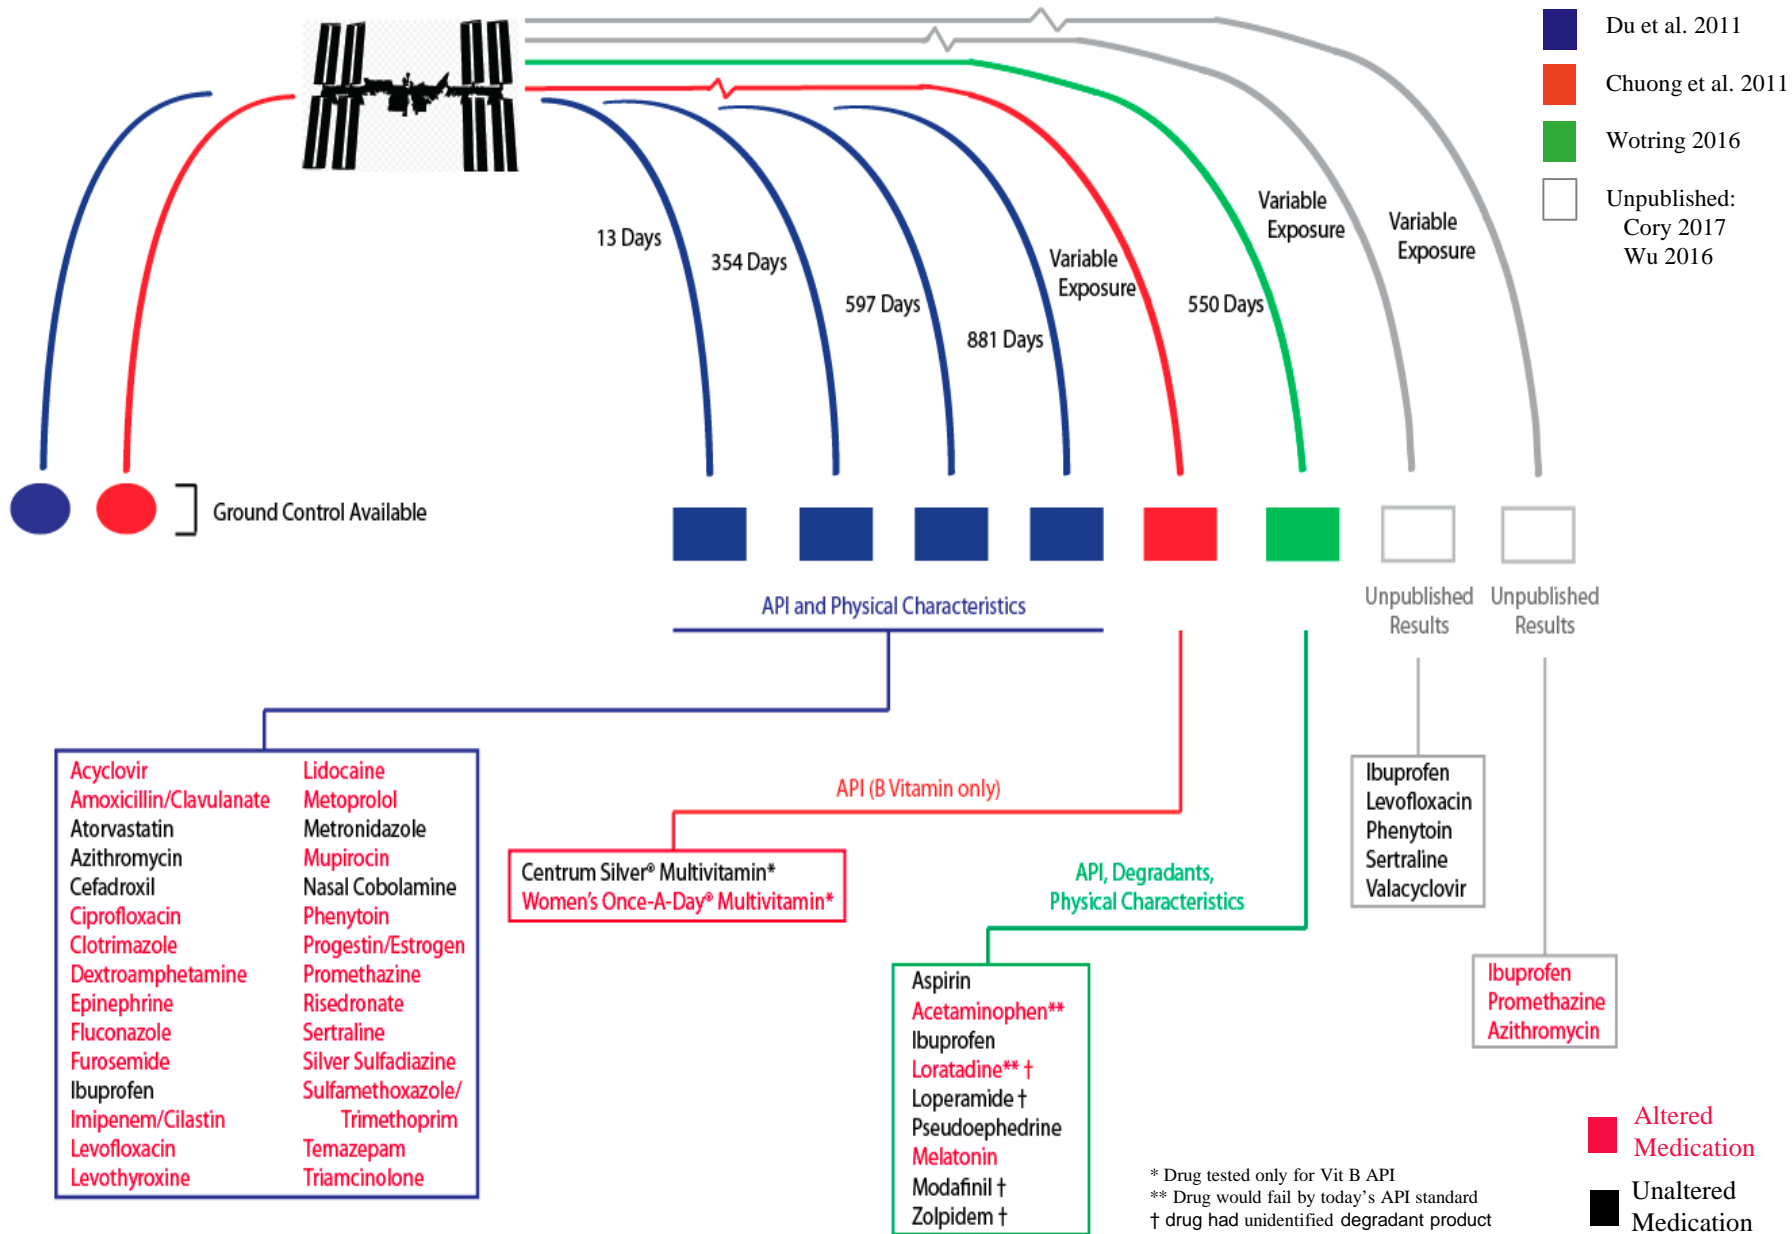 Du et al. 2011
Chuong et al. 2011
Wotring 2016
Unpublished:
Cory 2017
Wu 2016
13 Days
354 Days
597 Days
881 Days
Variable
Exposure
550 Days
Variable
Exposure
Variable
Exposure
Ground Control Available
API and Physical Characteristics
Unpublished
Results
Unpublished
Results
Acyclovir
Amoxicillin/Clavulanate
Atorvastatin
Azithromycin
Cefadroxil
Ciprofloxacin
Clotrimazole
Dextroamphetamine
Epinephrine
Fluconazole
Furosemide
Ibuprofen
Imipenem/Cilastin
Levofloxacin
Levothyroxine
Lidocaine
Metoprolol
Metronidazole
Mupirocin
Nasal Cobolamine
Phenytoin
Progestin/Estrogen
Promethazine
Risedronate
Sertraline
Silver Sulfadiazine
Sulfamethoxazole/
Trimethoprim
Temazepam
Triamcinolone
API (B Vitamin only)
Centrum Silver® Multivitamin*
Women's Once-A-Day® Multivitamin*
API, Degradants,
Physical Characteristics
Aspirin
Acetaminophen**
Ibuprofen
Loratadine** †
Loperamide †
Pseudoephedrine
Melatonin
Modafinil †
Zolpidem †
Ibuprofen
Levofloxacin
Phenytoin
Sertraline
Valacyclovir
Ibuprofen
Promethazine
Azithromycin
* Drug tested only for Vit B API
** Drug would fail by today's API standard
† drug had unidentified degradant product
Altered
Medication
Unaltered
Medication